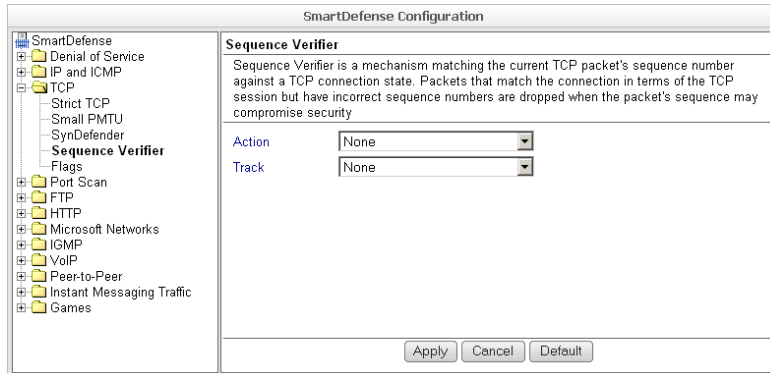 SmartDefense Configuration
SmartDefense
Denial of Service
IP and ICMP
TCP
Strict TCP
Small PMTU
SynDefender
Sequence Verifier
Flags
Port Scan
FTP
HTTP
Microsoft Networks
IGMP
VoIP
Peer-to-Peer
Instant Messaging Traffic
Games
Sequence Verifier
Sequence Verifier is a mechanism matching the current TCP packet's sequence number
against a TCP connection state. Packets that match the connection in terms of the TCP
session but have incorrect sequence numbers are dropped when the packet's sequence may
compromise security
Action None
Track None
Apply Cancel Default